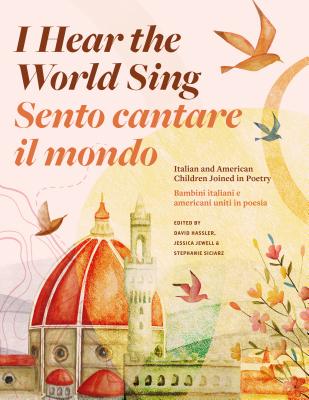 I Hear the
World Sing
Sento cantare
il mondo
Italian and American
Children Joined in Poetry
Bambini italiani e
americani uniti in poesia
EDITED BY
DAVID HASSLER,
JESSICA JEWELL &
STEPHANIE SICIARZ